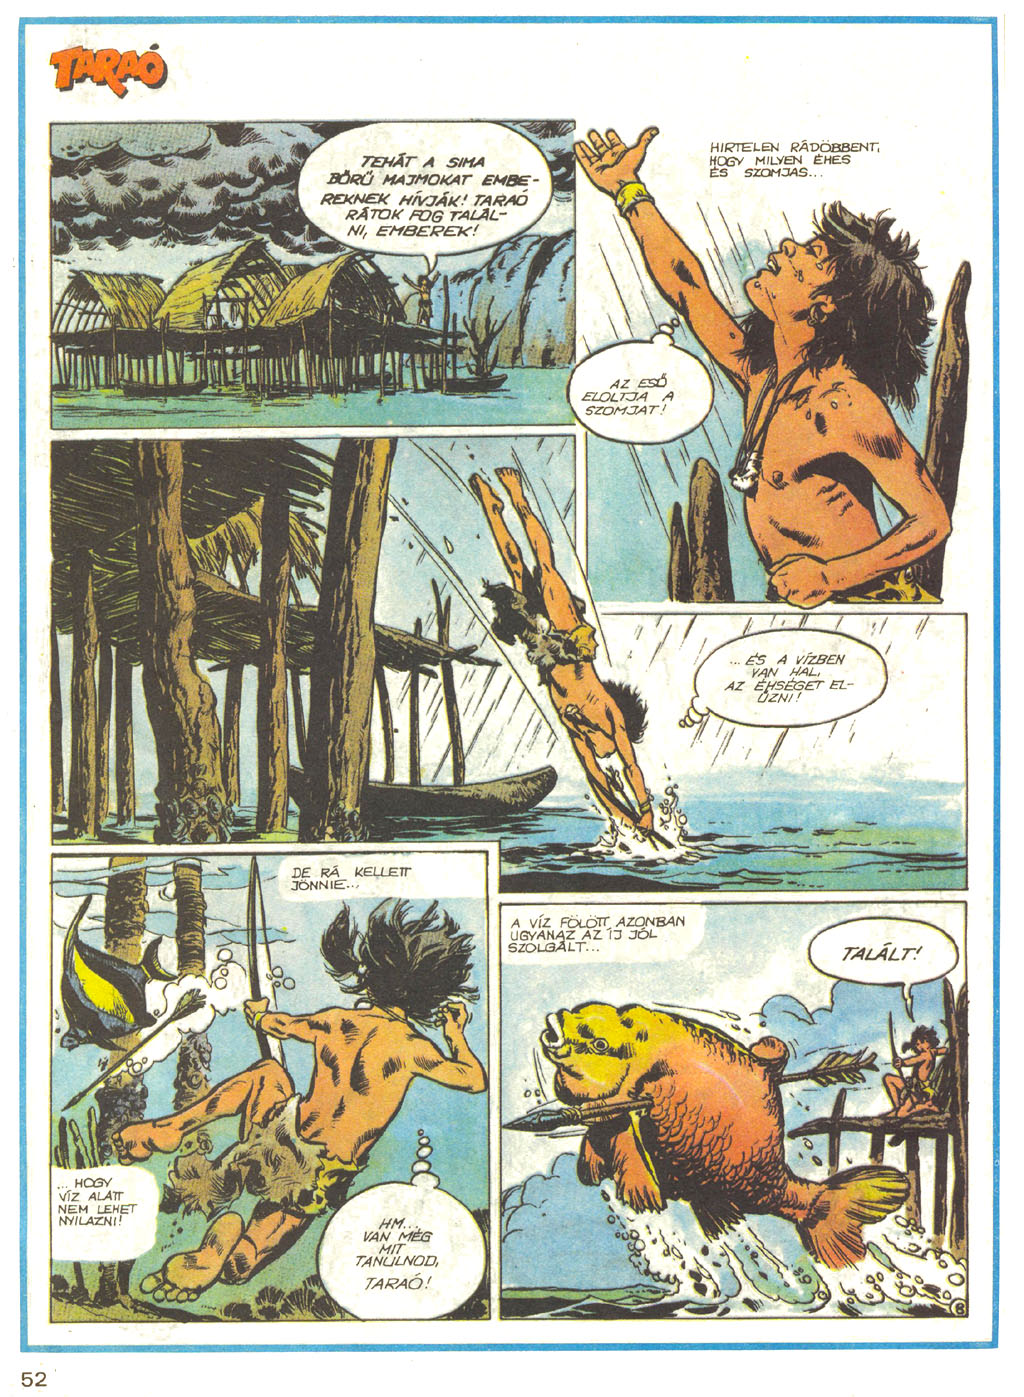 TARAÓ
TEHÁT A SIMA
BŐRŰ MAJMOKAT EMBE-
REKNEK HÍVJÁK! TARAÓ
RÁTOK FOG TALÁL-
NI, EMBEREK!
HIRTELEN RÁDÖBBENT,
HOGY MILYEN ÉHES
ÉS SZOMJAS...
AZ ESŐ
ELOLTJA A
SZOMJAT!
... ÉS A VÍZBEN
VAN HAL,
AZ ÉHSÉGET EL-
ŰZNI!
DE RÁ KELLETT
JÖNNIE...
... HOGY
VÍZ ALATT
NEM LEHET
NYILAZNI!
HM...
VAN MÉG
MIT
TANULNOD,
TARAÓ!
A VÍZ FÖLÖTT AZONBAN
UGYANAZ AZ ÍJ JÓL
SZOLGÁLT...
TALÁLT!
6
52